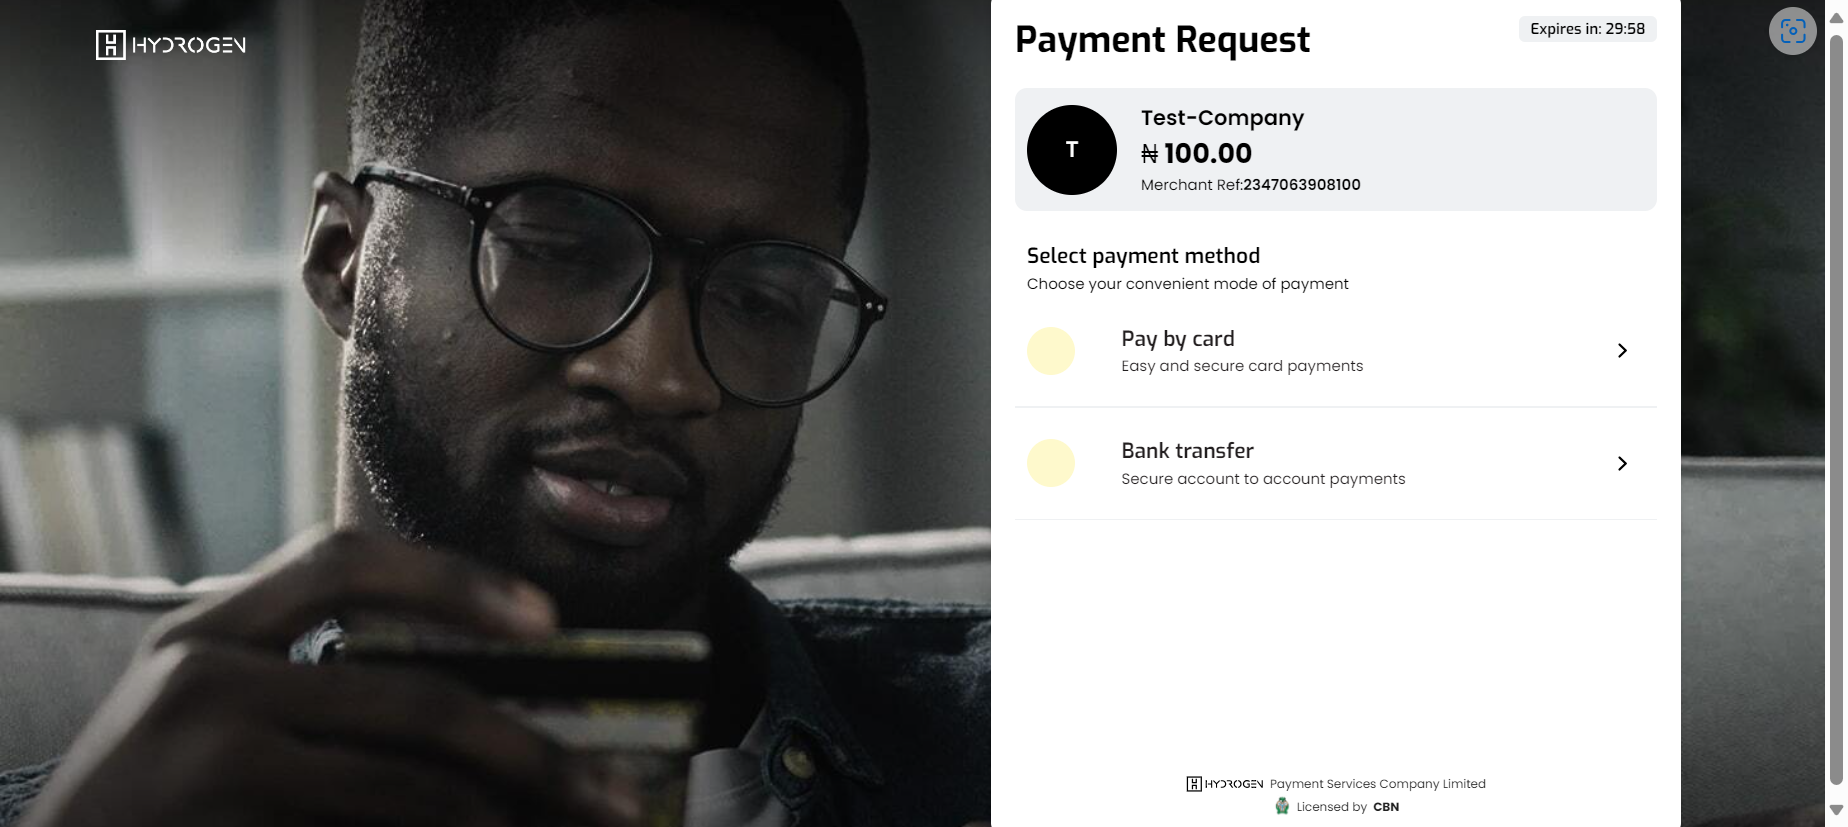 HYDROGEN
Payment Request
Expires in: 29:58
T
Test-Company
₦ 100.00
Merchant Ref:2347063908100
Select payment method
Choose your convenient mode of payment
Pay by card
Easy and secure card payments
Bank transfer
Secure account to account payments
HYDROGEN Payment Services Company Limited
Licensed by CBN